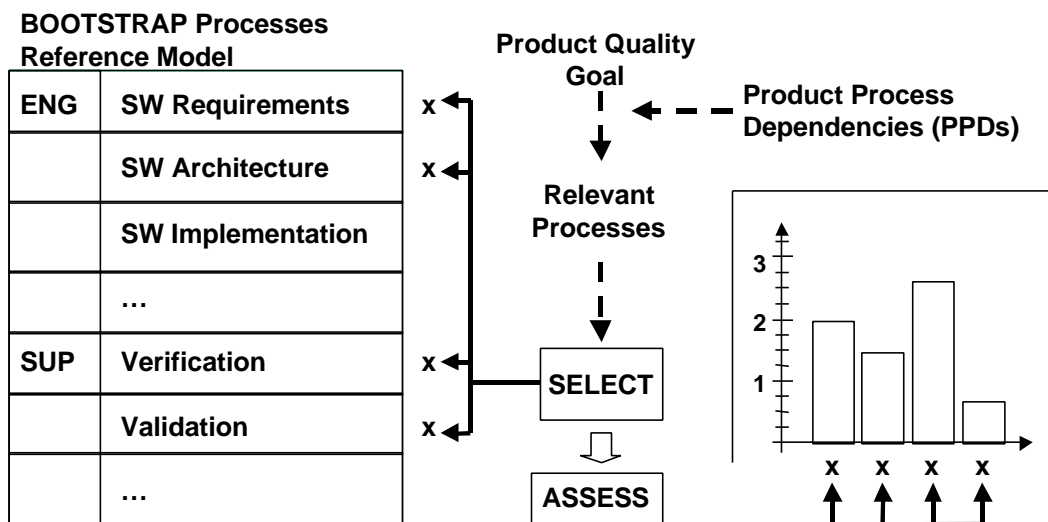 BOOTSTRAP Processes
Reference Model
ENG SW Requirements x
SW Architecture x
SW Implementation
…
SUP Verification x
Validation x
…
Product Quality
Goal
Product Process
Dependencies (PPDs)
Relevant
Processes
SELECT
ASSESS
3
2
1
x x x x